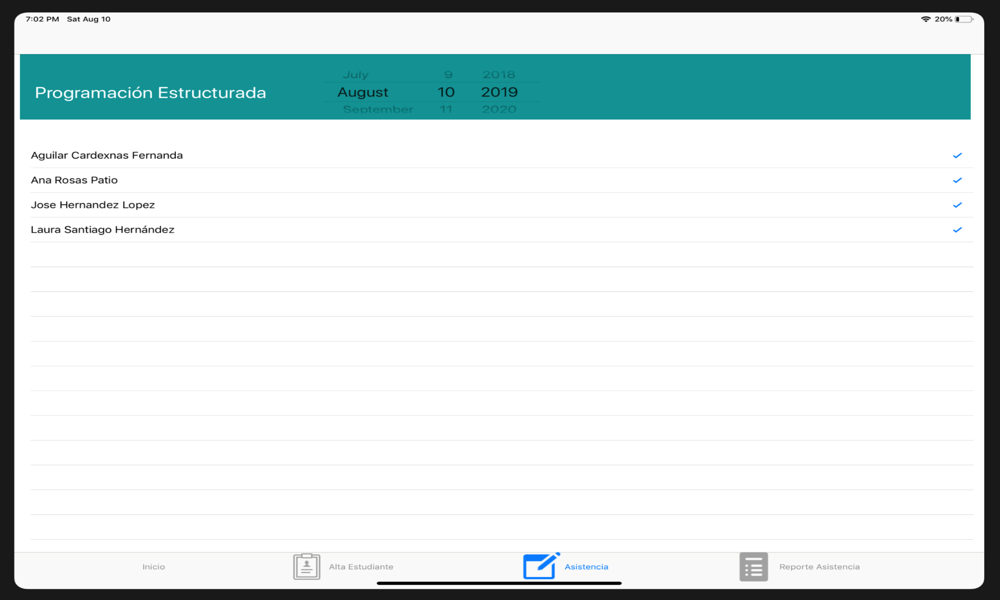 7:02 PM Sat Aug 10
20%
Programación Estructurada
July 9 2018
August 10 2019
September 11 2020
Aguilar Cardexnas Fernanda
Ana Rosas Patio
Jose Hernandez Lopez
Laura Santiago Hernández
Inicio
Alta Estudiante
Asistencia
Reporte Asistencia